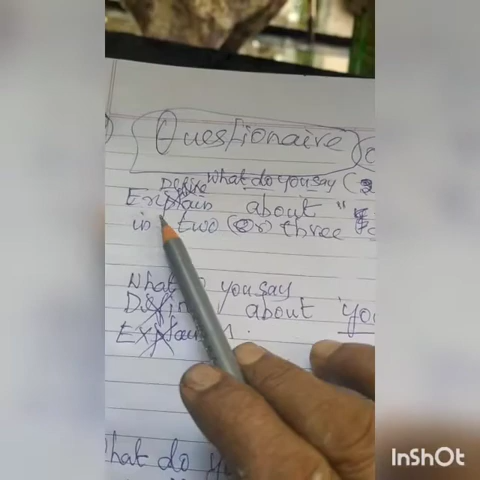 Questionaire
Define What do you say
Explain about "
in two (or) three
What you say
Define about "you
Explain
what do y
InShOt